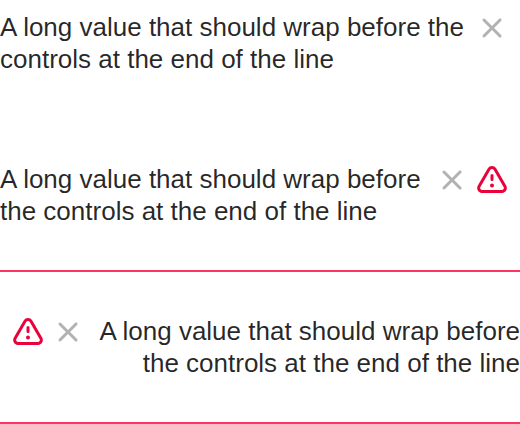 A long value that should wrap before the
controls at the end of the line
A long value that should wrap before
the controls at the end of the line
A long value that should wrap before
the controls at the end of the line